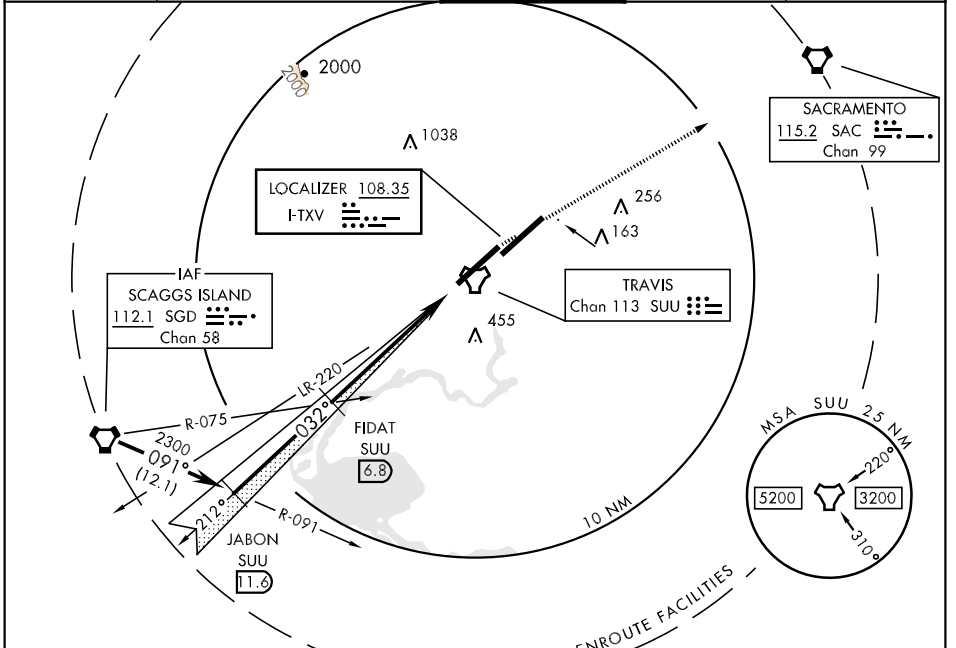 2000
2000
1038
SACRAMENTO
115.2 SAC
Chan 99
LOCALIZER 108.35
I-TXV
256
163
IAF
SCAGGS ISLAND
112.1 SGD
Chan 58
TRAVIS
Chan 113 SUU
455
LR-220
R-075
032°
2300
091°
(12.1)
FIDAT
SUU
6.8
212°
R-091
JABON
SUU
11.6
10 NM
MSA SUU 25 NM
220°
5200
3200
310°
ENROUTE FACILITIES